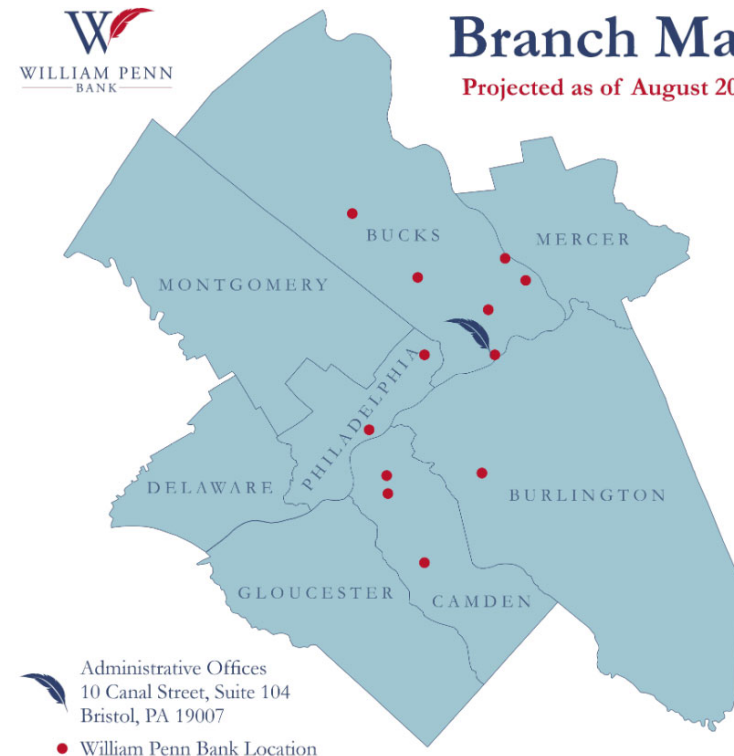 WILLIAM PENN
BANK
Branch Ma
Projected as of August 20
BUCKS
MERCER
MONTGOMERY
PHILADELPHIA
DELAWARE
BURLINGTON
GLOUCESTER
CAMDEN
Administrative Offices
10 Canal Street, Suite 104
Bristol, PA 19007
William Penn Bank Location